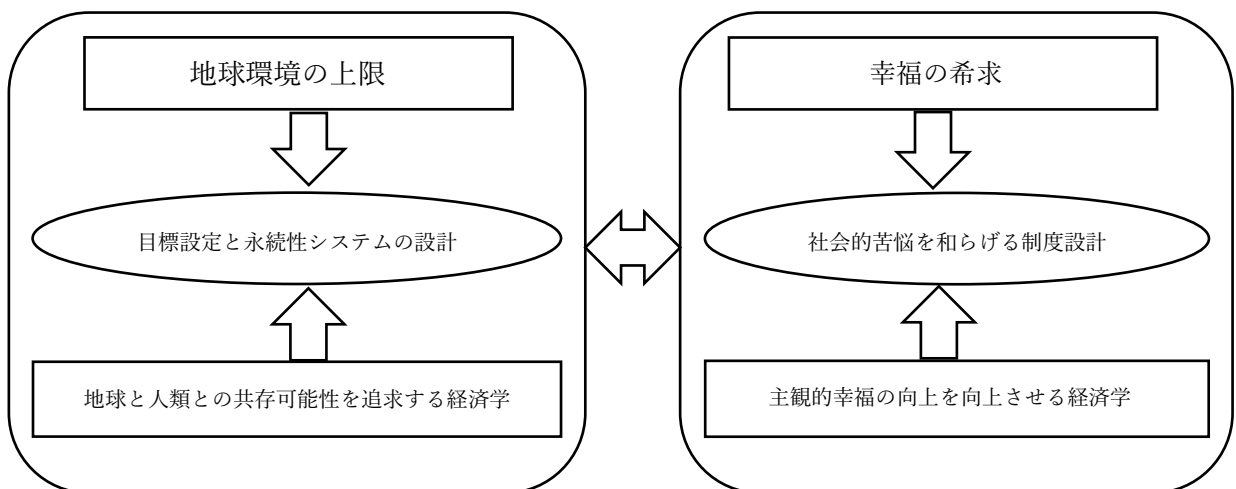 地球環境の上限
目標設定と永続性システムの設計
地球と人類との共存可能性を追求する経済学
幸福の希求
社会的苦悩を和らげる制度設計
主観的幸福の向上を向上させる経済学